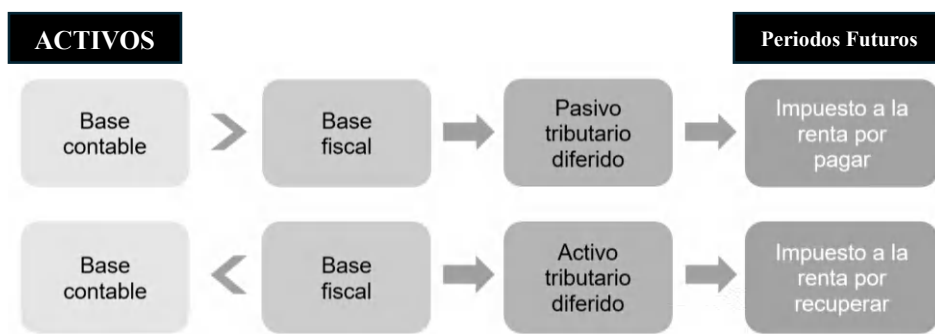 ACTIVOS
Periodos Futuros
Base
contable
>
Base
fiscal
Pasivo
tributario
diferido
Impuesto a la
renta por
pagar
Base
contable
<
Base
fiscal
Activo
tributario
diferido
Impuesto a la
renta por
recuperar